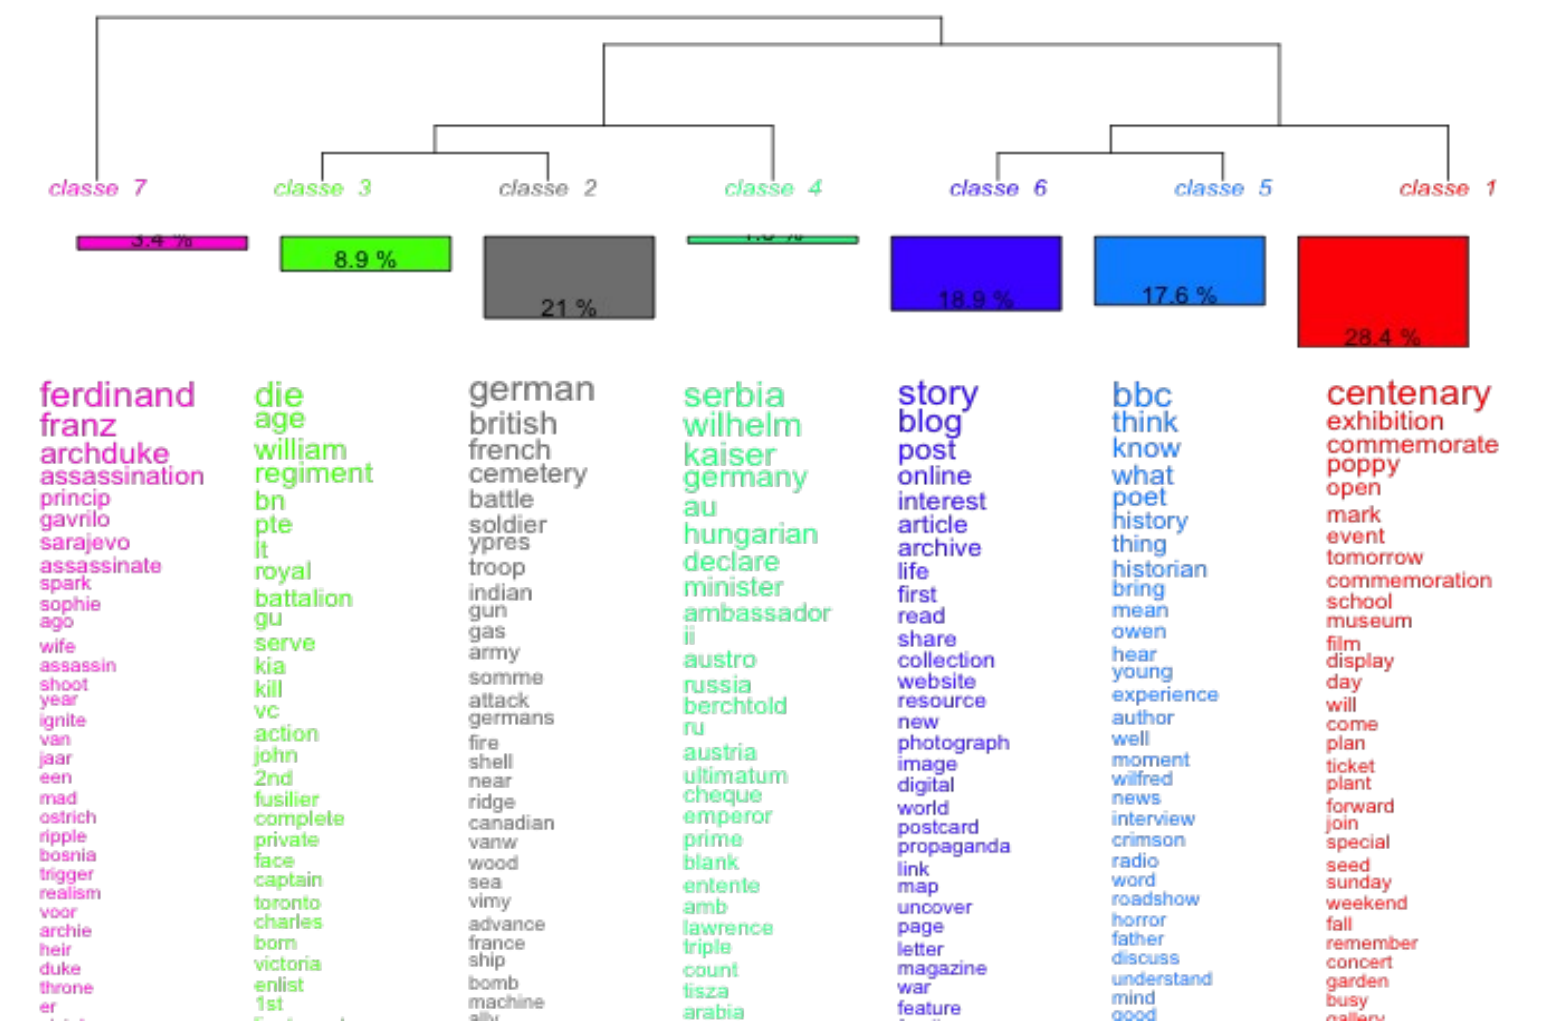 classe 7
classe 3
classe 2
classe 4
classe 6
classe 5
classe 1
3.4 %
8.9 %
21 %
18.9 %
17.6 %
28.4 %
ferdinand
franz
archduke
assassination
princip
gavrilo
sarajevo
assassinate
spark
sophie
ago
wife
assassin
shoot
year
ignite
van
jaar
een
mad
ostrich
ripple
bosnia
trigger
realism
voor
archie
heir
duke
throne
er
die
age
william
regiment
bn
pte
lt
royal
battalion
gu
serve
kia
kill
vc
action
john
2nd
fusilier
complete
private
face
captain
toronto
charles
born
victoria
enlist
1st
german
british
french
cemetery
battle
soldier
ypres
troop
indian
gun
gas
army
somme
attack
germans
fire
shell
near
ridge
canadian
vanw
wood
sea
vimy
advance
france
ship
bomb
machine
ally
serbia
wilhelm
kaiser
germany
au
hungarian
declare
minister
ambassador
ii
austro
russia
berchtold
ru
austria
ultimatum
cheque
emperor
prime
blank
entente
amb
lawrence
triple
count
tisza
arabia
story
blog
post
online
interest
article
archive
life
first
read
share
collection
website
resource
new
photograph
image
digital
world
postcard
propaganda
link
map
uncover
page
letter
magazine
war
feature
bbc
think
know
what
poet
history
thing
historian
bring
mean
owen
hear
young
experience
author
well
moment
wilfred
news
interview
crimson
radio
word
roadshow
horror
father
discuss
understand
mind
good
centenary
exhibition
commemorate
poppy
open
mark
event
tomorrow
commemoration
school
museum
film
display
day
will
come
plan
ticket
plant
forward
join
special
seed
sunday
weekend
fall
remember
concert
garden
busy
gallery